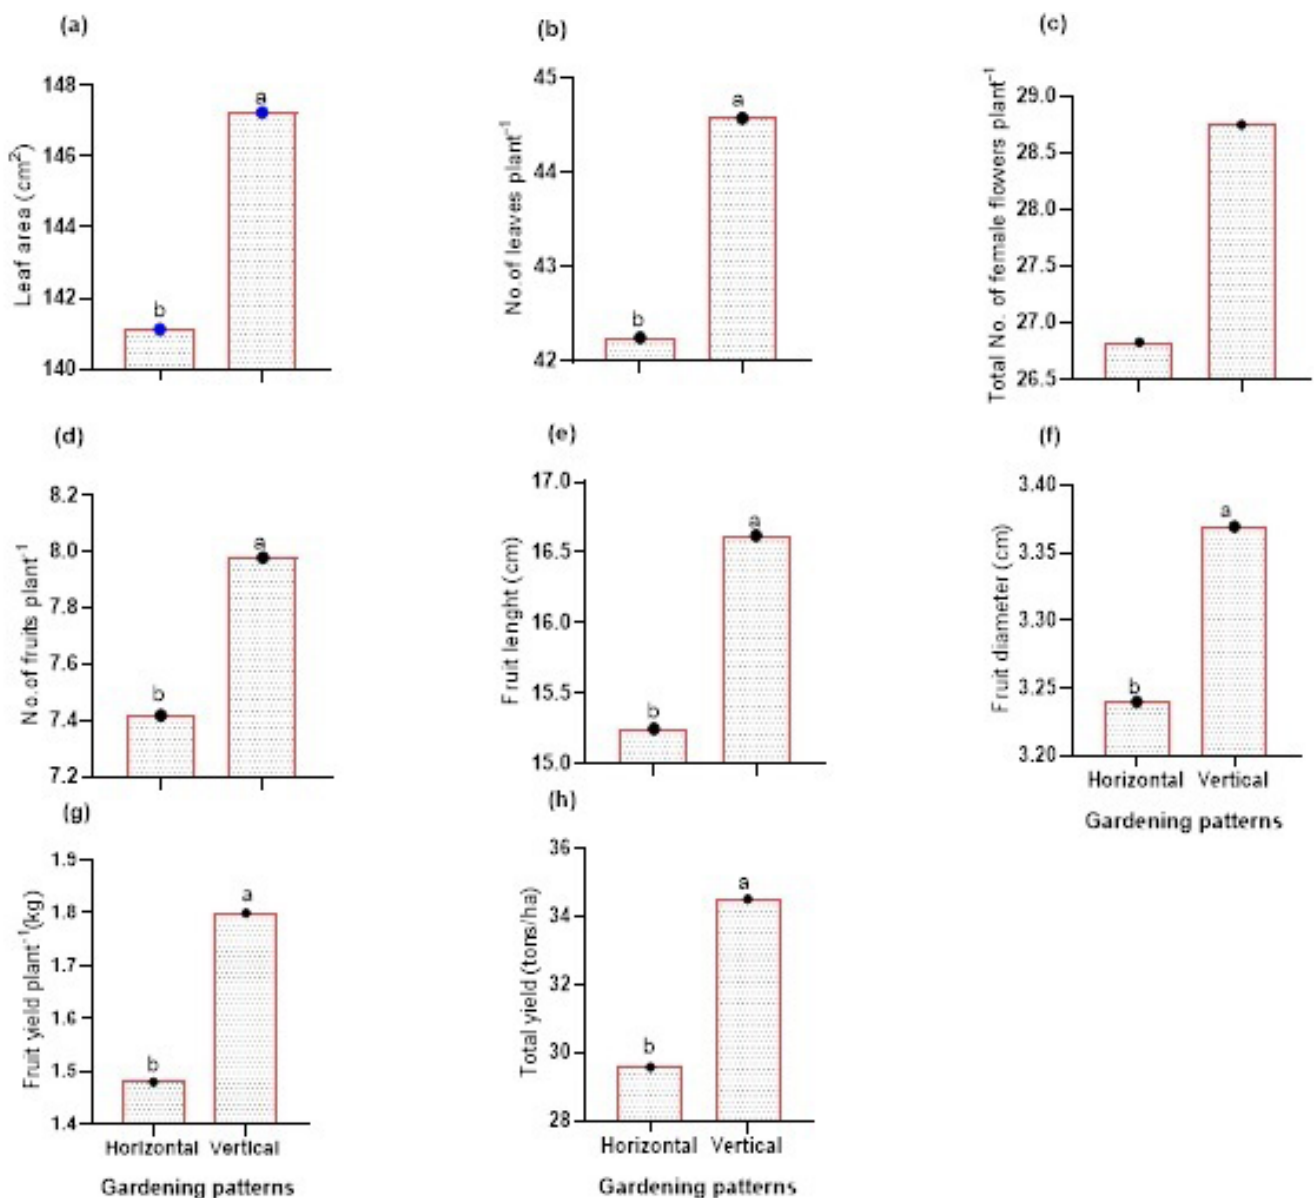 (a)
Leaf area (cm²)
148
146
144
142
140
b
a
(b)
No.of leaves plant⁻¹
45
44
43
42
b
a
(c)
Total No. of female flowers plant⁻¹
29.0
28.5
28.0
27.5
27.0
26.5
(d)
No.of fruits plant⁻¹
8.2
8.0
7.8
7.6
7.4
7.2
b
a
(e)
Fruit lenght (cm)
17.0
16.5
16.0
15.5
15.0
b
a
(f)
Fruit diameter (cm)
3.40
3.35
3.30
3.25
3.20
b
a
Horizontal Vertical
Gardening patterns
(g)
Fruit yield plant⁻¹(kg)
1.9
1.8
1.7
1.6
1.5
1.4
b
a
Horizontal Vertical
Gardening patterns
(h)
Total yield (tons/ha)
36
34
32
30
28
b
a
Horizontal Vertical
Gardening patterns